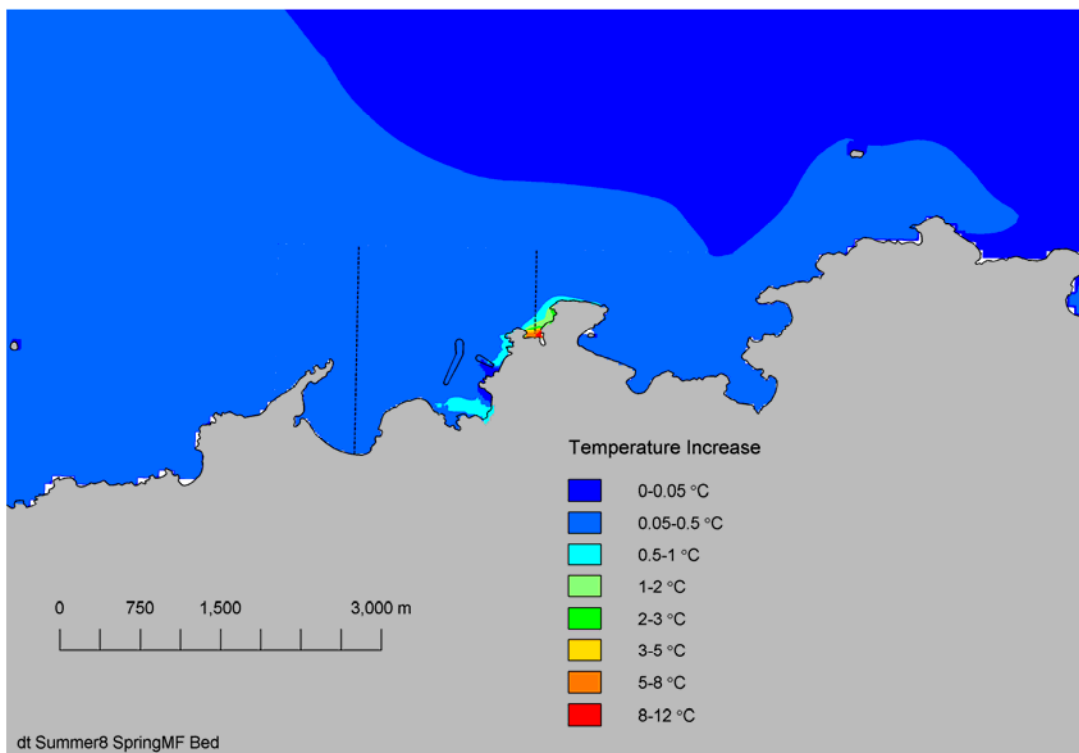 Temperature Increase
0-0.05 °C
0.05-0.5 °C
0.5-1 °C
1-2 °C
2-3 °C
3-5 °C
5-8 °C
8-12 °C
0 750 1,500 3,000 m
dt Summer8 SpringMF Bed